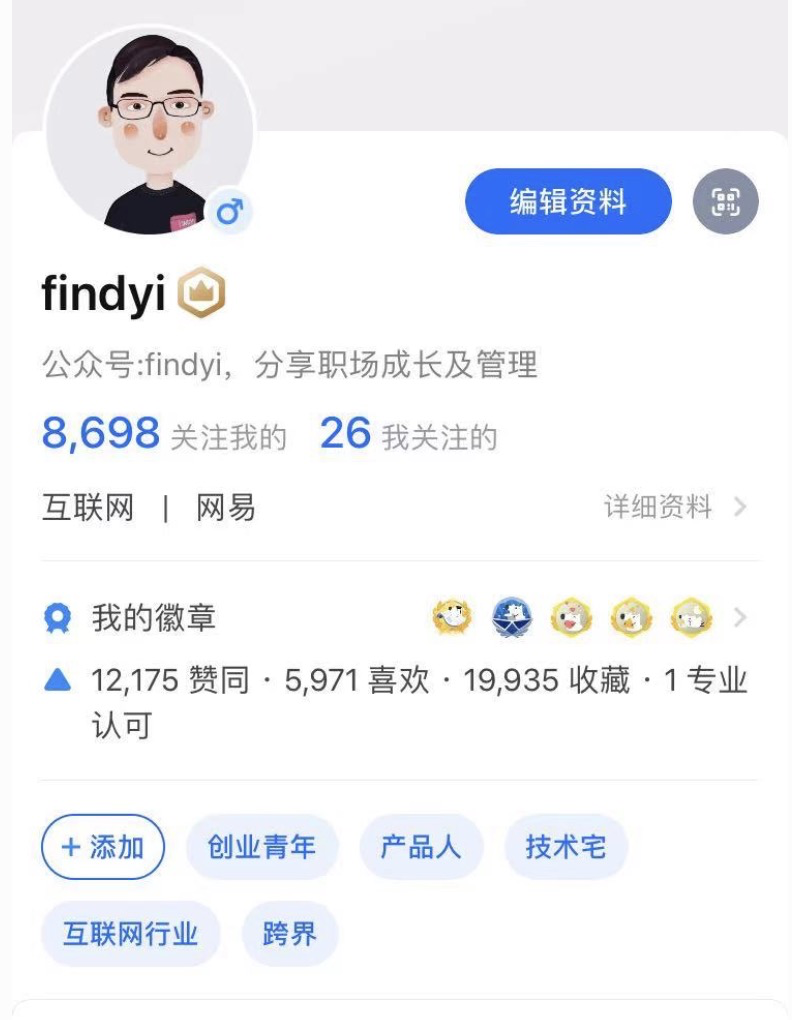 编辑资料
findyi
公众号:findyi，分享职场成长及管理
8,698 关注我的 26 我关注的
互联网 | 网易 详细资料
我的徽章
12,175 赞同 · 5,971 喜欢 · 19,935 收藏 · 1 专业
认可
+ 添加 创业青年 产品人 技术宅
互联网行业 跨界